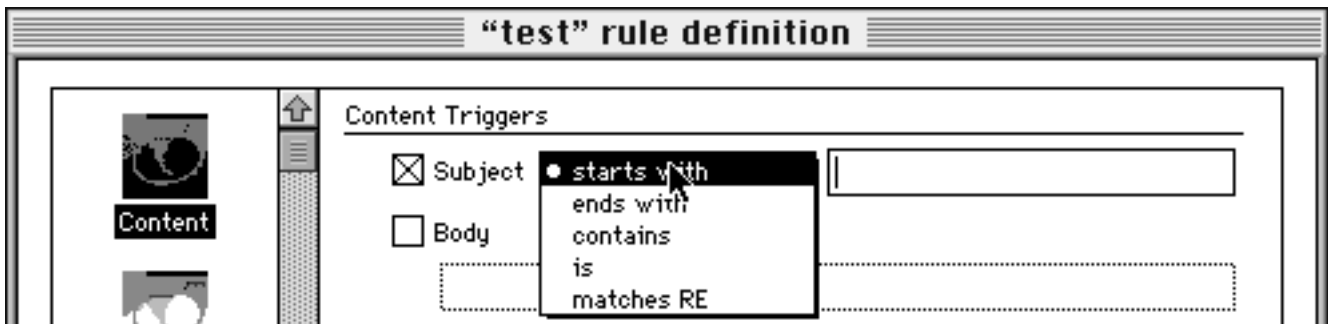 “test” rule definition
Content Triggers
Content
Subject
starts with
ends with
contains
is
matches RE
Body